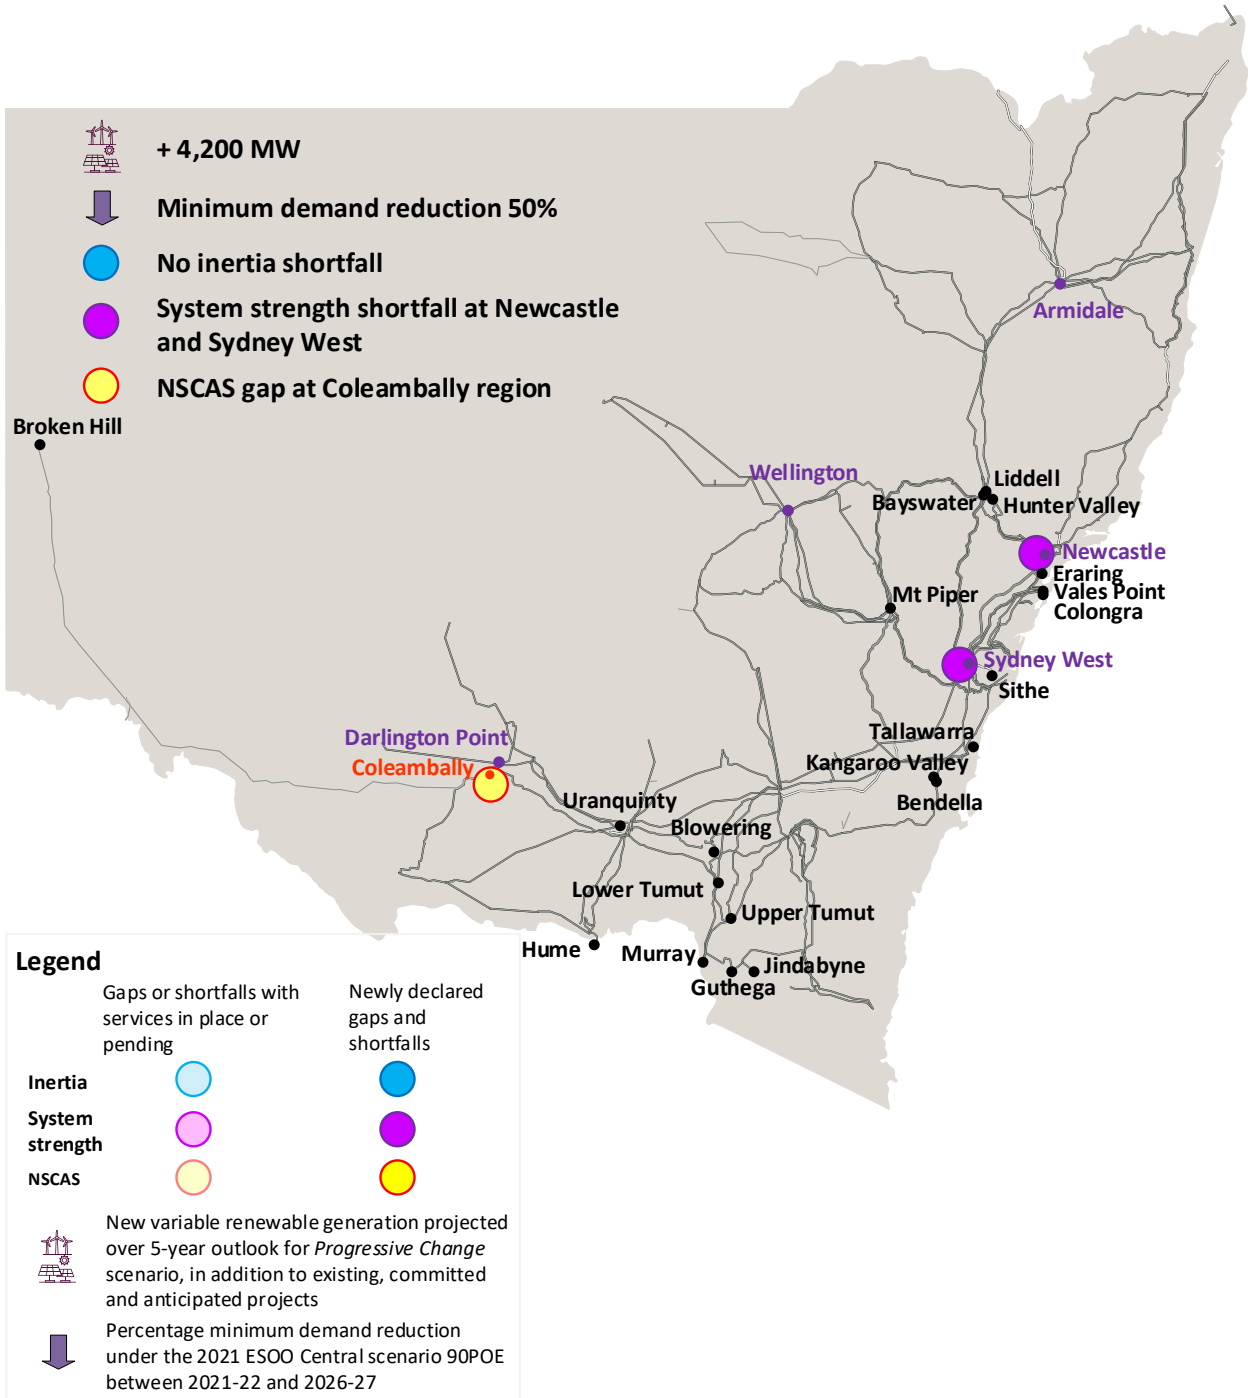 + 4,200 MW
Minimum demand reduction 50%
No inertia shortfall
System strength shortfall at Newcastle
and Sydney West
NSCAS gap at Coleambally region
Broken Hill
Armidale
Wellington
Liddell
Bayswater
Hunter Valley
Newcastle
Eraring
Mt Piper
Vales Point
Colongra
Sydney West
Sithe
Tallawarra
Darlington Point
Kangaroo Valley
Coleambally
Uranquinty
Bendella
Blowering
Lower Tumut
Upper Tumut
Hume
Murray
Jindabyne
Guthega
Legend
Gaps or shortfalls with
services in place or
pending
Newly declared
gaps and
shortfalls
Inertia
System
strength
NSCAS
New variable renewable generation projected
over 5-year outlook for Progressive Change
scenario, in addition to existing, committed
and anticipated projects
Percentage minimum demand reduction
under the 2021 ESOO Central scenario 90POE
between 2021-22 and 2026-27